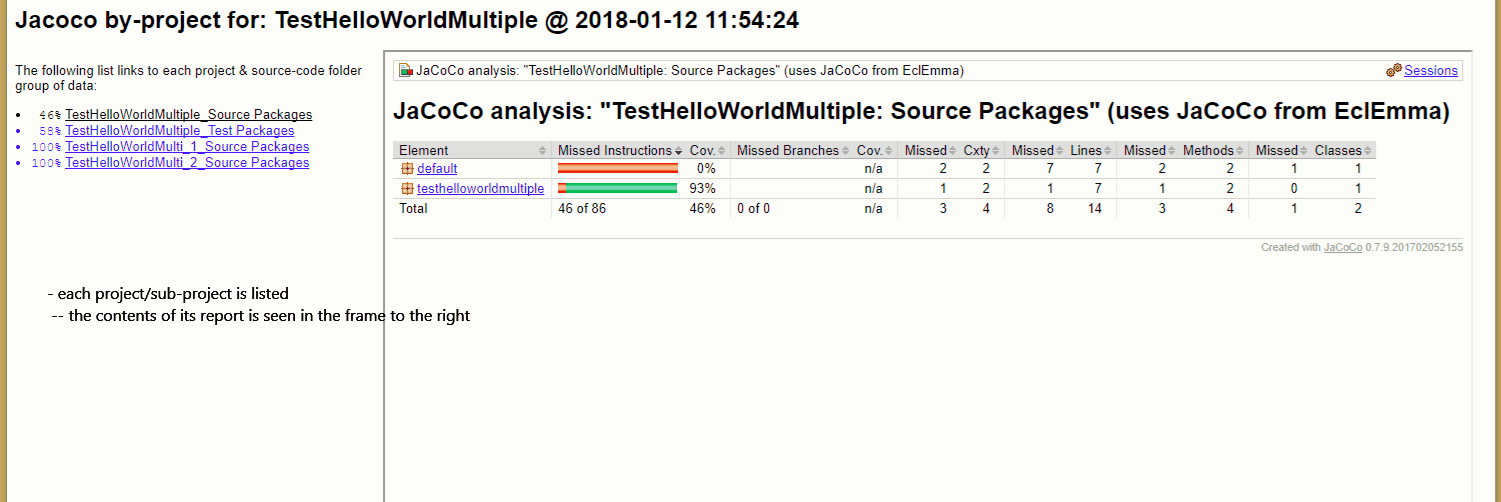 Jacoco by-project for: TestHelloWorldMultiple @ 2018-01-12 11:54:24
The following list links to each project & source-code folder
group of data:
• 46% TestHelloWorldMultiple_Source Packages
• 58% TestHelloWorldMultiple_Test Packages
• 100% TestHelloWorldMulti_1_Source Packages
• 100% TestHelloWorldMulti_2_Source Packages
- each project/sub-project is listed
-- the contents of its report is seen in the frame to the right
JaCoCo analysis: "TestHelloWorldMultiple: Source Packages" (uses JaCoCo from EclEmma) Sessions
JaCoCo analysis: "TestHelloWorldMultiple: Source Packages" (uses JaCoCo from EclEmma)
Element Missed Instructions Cov. Missed Branches Cov. Missed Cxty Missed Lines Missed Methods Missed Classes
default 0% n/a 2 2 7 7 2 2 1 1
testhelloworldmultiple 93% n/a 1 2 1 7 1 2 0 1
Total 46 of 86 46% 0 of 0 n/a 3 4 8 14 3 4 1 2
Created with JaCoCo 0.7.9.201702052155